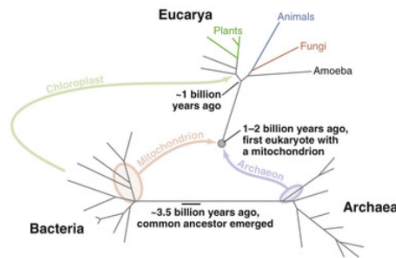 Eucarya
Plants
Animals
Fungi
Amoeba
Chloroplast
~1 billion
years ago
1–2 billion years ago,
first eukaryote with
a mitochondrion
Mitochondrion
Archaeon
Bacteria
~3.5 billion years ago,
common ancestor emerged
Archaea